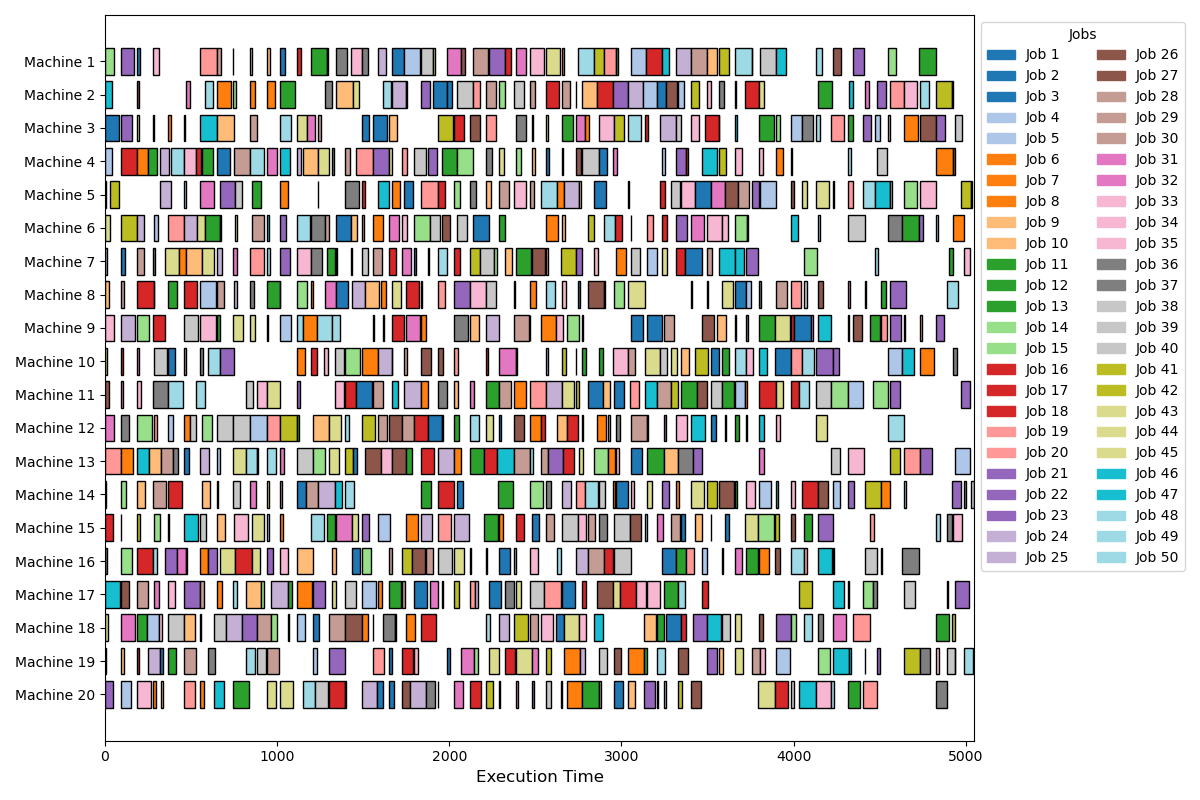 Jobs
Job 1 Job 26
Job 2 Job 27
Job 3 Job 28
Job 4 Job 29
Job 5 Job 30
Job 6 Job 31
Job 7 Job 32
Job 8 Job 33
Job 9 Job 34
Job 10 Job 35
Job 11 Job 36
Job 12 Job 37
Job 13 Job 38
Job 14 Job 39
Job 15 Job 40
Job 16 Job 41
Job 17 Job 42
Job 18 Job 43
Job 19 Job 44
Job 20 Job 45
Job 21 Job 46
Job 22 Job 47
Job 23 Job 48
Job 24 Job 49
Job 25 Job 50
Machine 1
Machine 2
Machine 3
Machine 4
Machine 5
Machine 6
Machine 7
Machine 8
Machine 9
Machine 10
Machine 11
Machine 12
Machine 13
Machine 14
Machine 15
Machine 16
Machine 17
Machine 18
Machine 19
Machine 20
0 1000 2000 3000 4000 5000
Execution Time